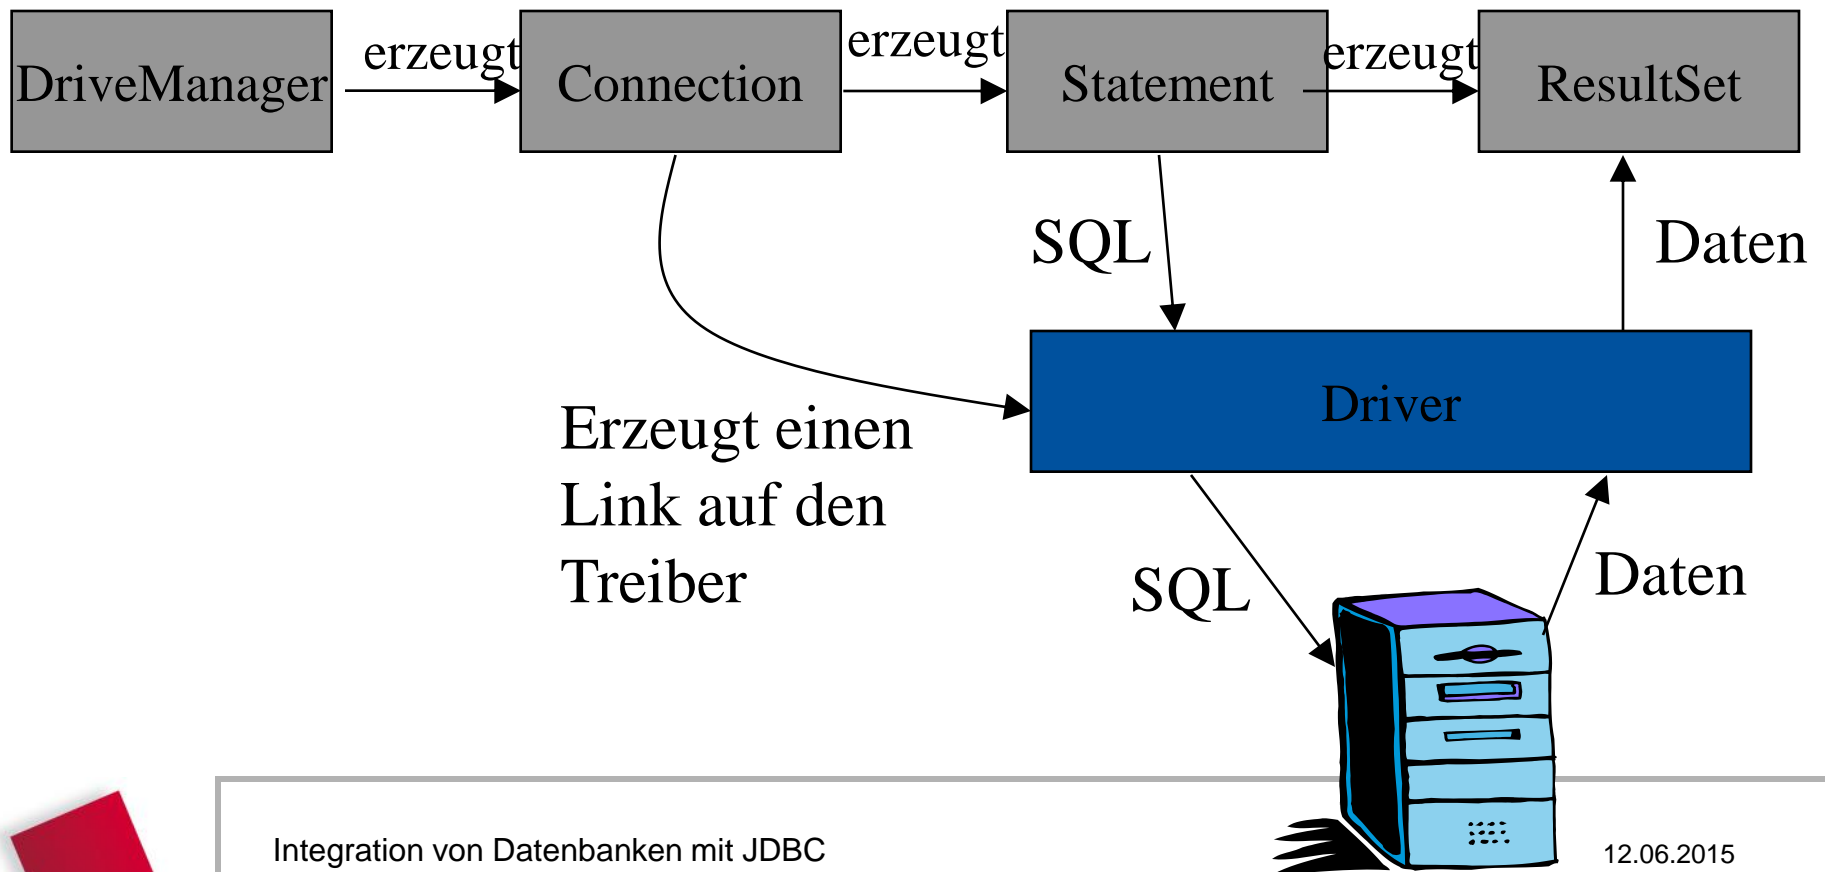 DriveManager
erzeugt
Connection
erzeugt
Statement
erzeugt
ResultSet
SQL
Daten
Driver
Erzeugt einen
Link auf den
Treiber
SQL
Daten
Integration von Datenbanken mit JDBC
12.06.2015